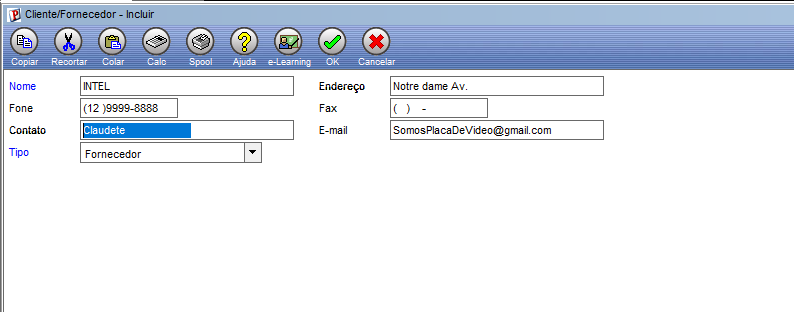 Cliente/Fornecedor - Incluir
Copiar Recortar Colar Calc Spool Ajuda e-Learning OK Cancelar
Nome INTEL Endereço Notre dame Av.
Fone (12 )9999-8888 Fax ( ) -
Contato Claudete E-mail SomosPlacaDeVideo@gmail.com
Tipo Fornecedor